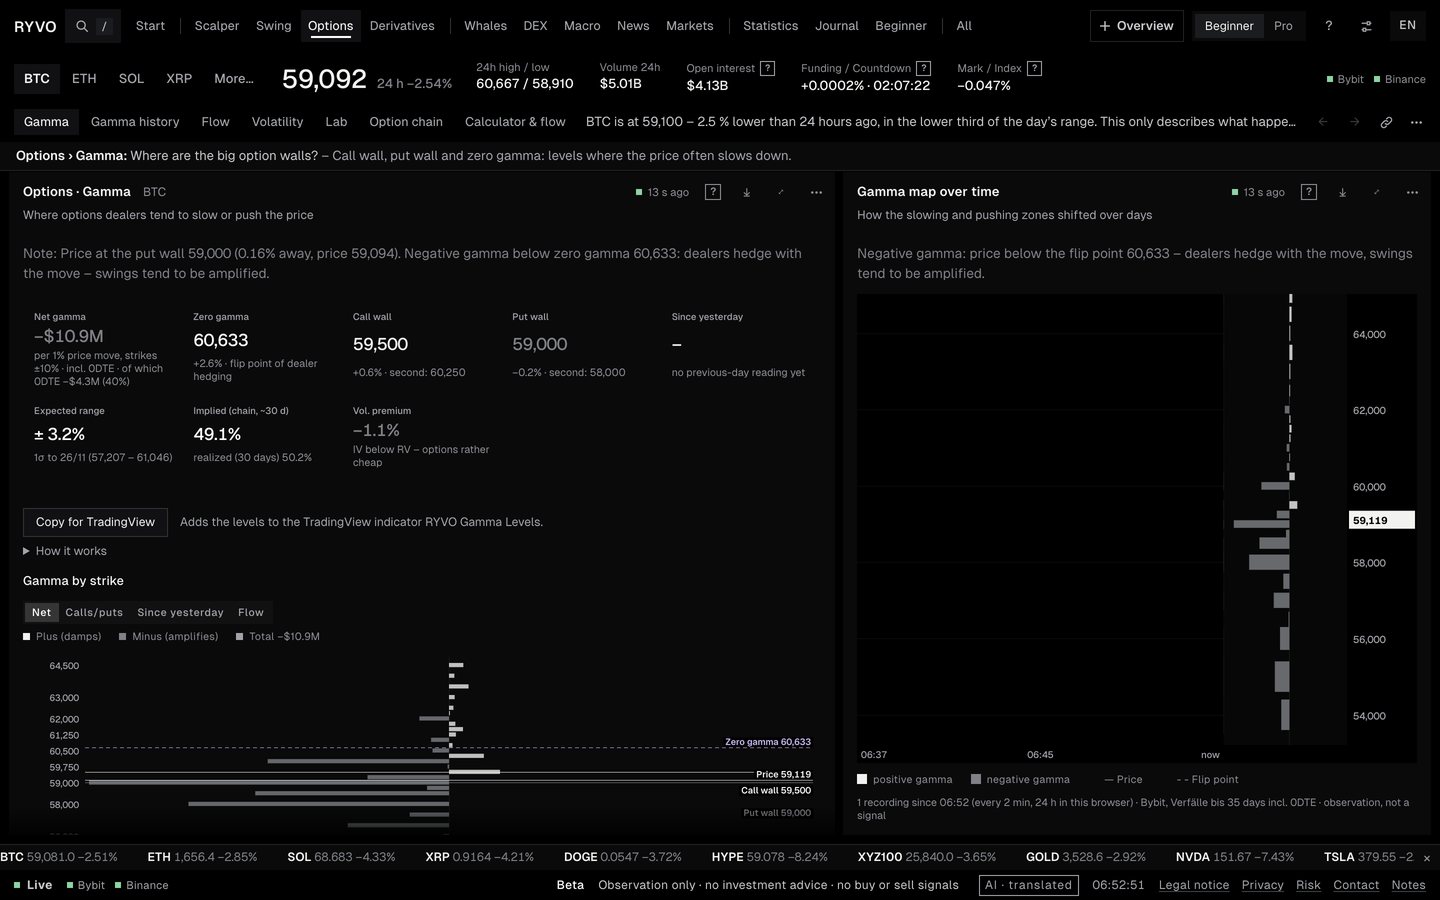 RYVO / Start Scalper Swing Options Derivatives Whales DEX Macro News Markets Statistics Journal Beginner All + Overview Beginner Pro ? EN
BTC ETH SOL XRP More... 59,092 24 h −2.54%
24h high / low
60,667 / 58,910
Volume 24h
$5.01B
Open interest ?
$4.13B
Funding / Countdown ?
+0.0002% · 02:07:22
Mark / Index ?
−0.047%
Bybit Binance
Gamma Gamma history Flow Volatility Lab Option chain Calculator & flow BTC is at 59,100 – 2.5 % lower than 24 hours ago, in the lower third of the day's range. This only describes what happe... ← → ···
Options › Gamma: Where are the big option walls? – Call wall, put wall and zero gamma: levels where the price often slows down.
Options · Gamma BTC 13 s ago ? ···
Where options dealers tend to slow or push the price
Note: Price at the put wall 59,000 (0.16% away, price 59,094). Negative gamma below zero gamma 60,633: dealers hedge with
the move – swings tend to be amplified.
Net gamma
−$10.9M
per 1% price move, strikes
±10% · incl. 0DTE · of which
0DTE −$4.3M (40%)
Zero gamma
60,633
+2.6% · flip point of dealer
hedging
Call wall
59,500
+0.6% · second: 60,250
Put wall
59,000
−0.2% · second: 58,000
Since yesterday
–
no previous-day reading yet
Expected range
± 3.2%
1σ to 26/11 (57,207 – 61,046)
Implied (chain, ~30 d)
49.1%
realized (30 days) 50.2%
Vol. premium
−1.1%
IV below RV – options rather
cheap
Copy for TradingView Adds the levels to the TradingView indicator RYVO Gamma Levels.
How it works
Gamma by strike
Net Calls/puts Since yesterday Flow
Plus (damps) Minus (amplifies) Total −$10.9M
64,500
63,000
62,000
61,250
60,500
59,750
59,000
58,000
Zero gamma 60,633
Price 59,119
Call wall 59,500
Put wall 59,000
Gamma map over time 13 s ago ? ···
How the slowing and pushing zones shifted over days
Negative gamma: price below the flip point 60,633 – dealers hedge with the move, swings
tend to be amplified.
64,000
62,000
60,000
59,119
58,000
56,000
54,000
06:37 06:45 now
positive gamma negative gamma — Price - - Flip point
1 recording since 06:52 (every 2 min, 24 h in this browser) · Bybit, Verfälle bis 35 days incl. 0DTE · observation, not a
signal
BTC 59,081.0 −2.51% ETH 1,656.4 −2.85% SOL 68.683 −4.33% XRP 0.9164 −4.21% DOGE 0.0547 −3.72% HYPE 59.078 −8.24% XYZ100 25,840.0 −3.65% GOLD 3,528.6 −2.92% NVDA 151.67 −7.43% TSLA 379.55 −2. ×
Live Bybit Binance Beta Observation only · no investment advice · no buy or sell signals AI · translated 06:52:51 Legal notice Privacy Risk Contact Notes